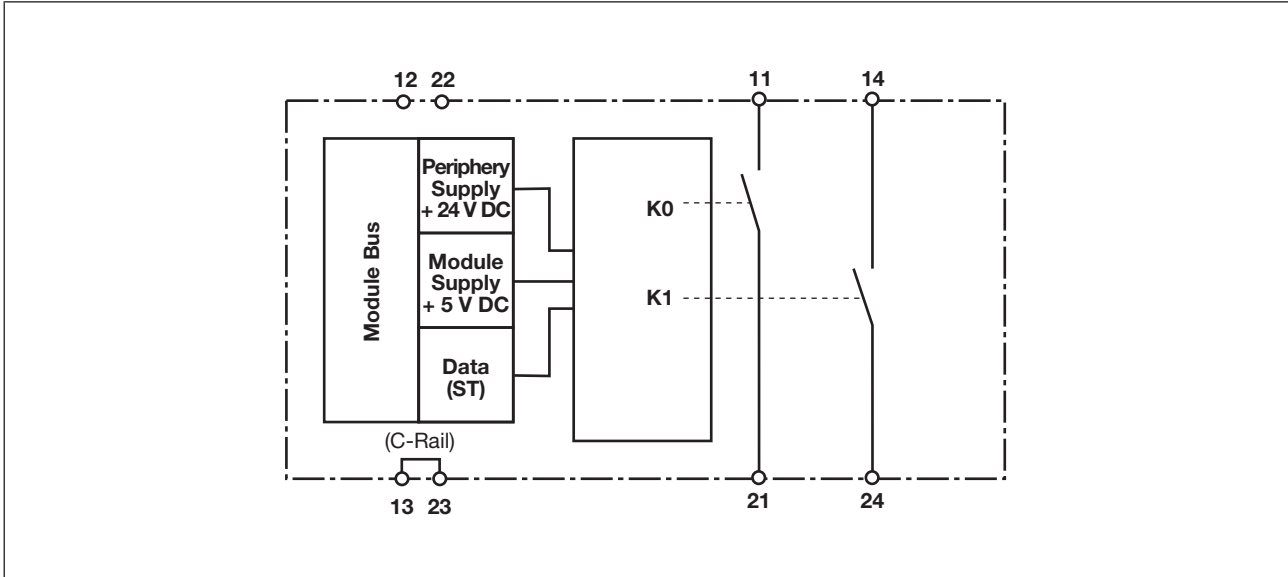 12 22 11 14
Periphery
Supply
+ 24 V DC
K0
Module Bus
Module
Supply
+ 5 V DC
K1
Data
(ST)
(C-Rail)
13 23 21 24